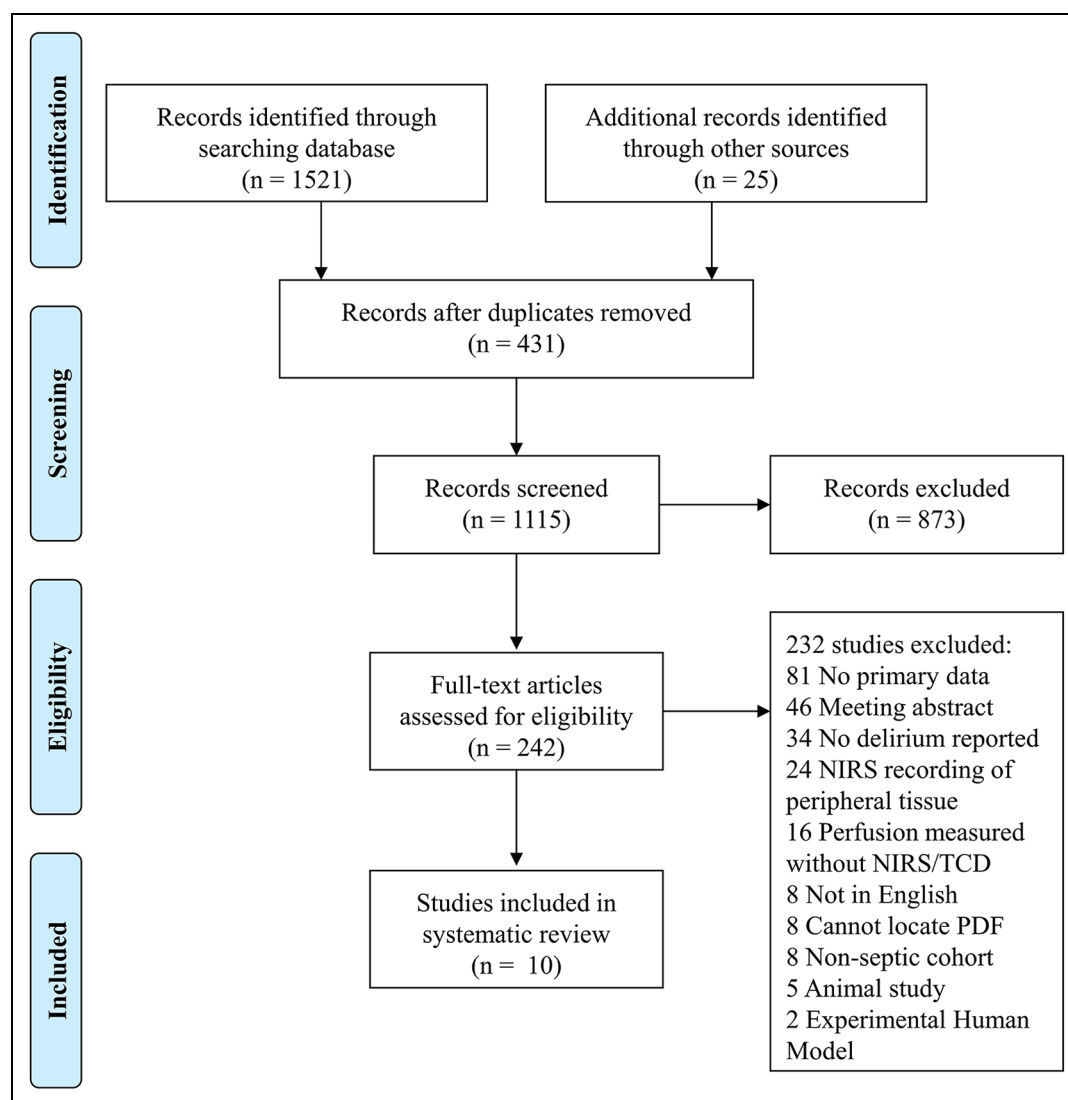 Identification
Records identified through
searching database
(n = 1521)
Additional records identified
through other sources
(n = 25)
Records after duplicates removed
(n = 431)
Screening
Records screened
(n = 1115)
Records excluded
(n = 873)
Eligibility
Full-text articles
assessed for eligibility
(n = 242)
232 studies excluded:
81 No primary data
46 Meeting abstract
34 No delirium reported
24 NIRS recording of
peripheral tissue
16 Perfusion measured
without NIRS/TCD
8 Not in English
8 Cannot locate PDF
8 Non-septic cohort
5 Animal study
2 Experimental Human
Model
Included
Studies included in
systematic review
(n = 10)